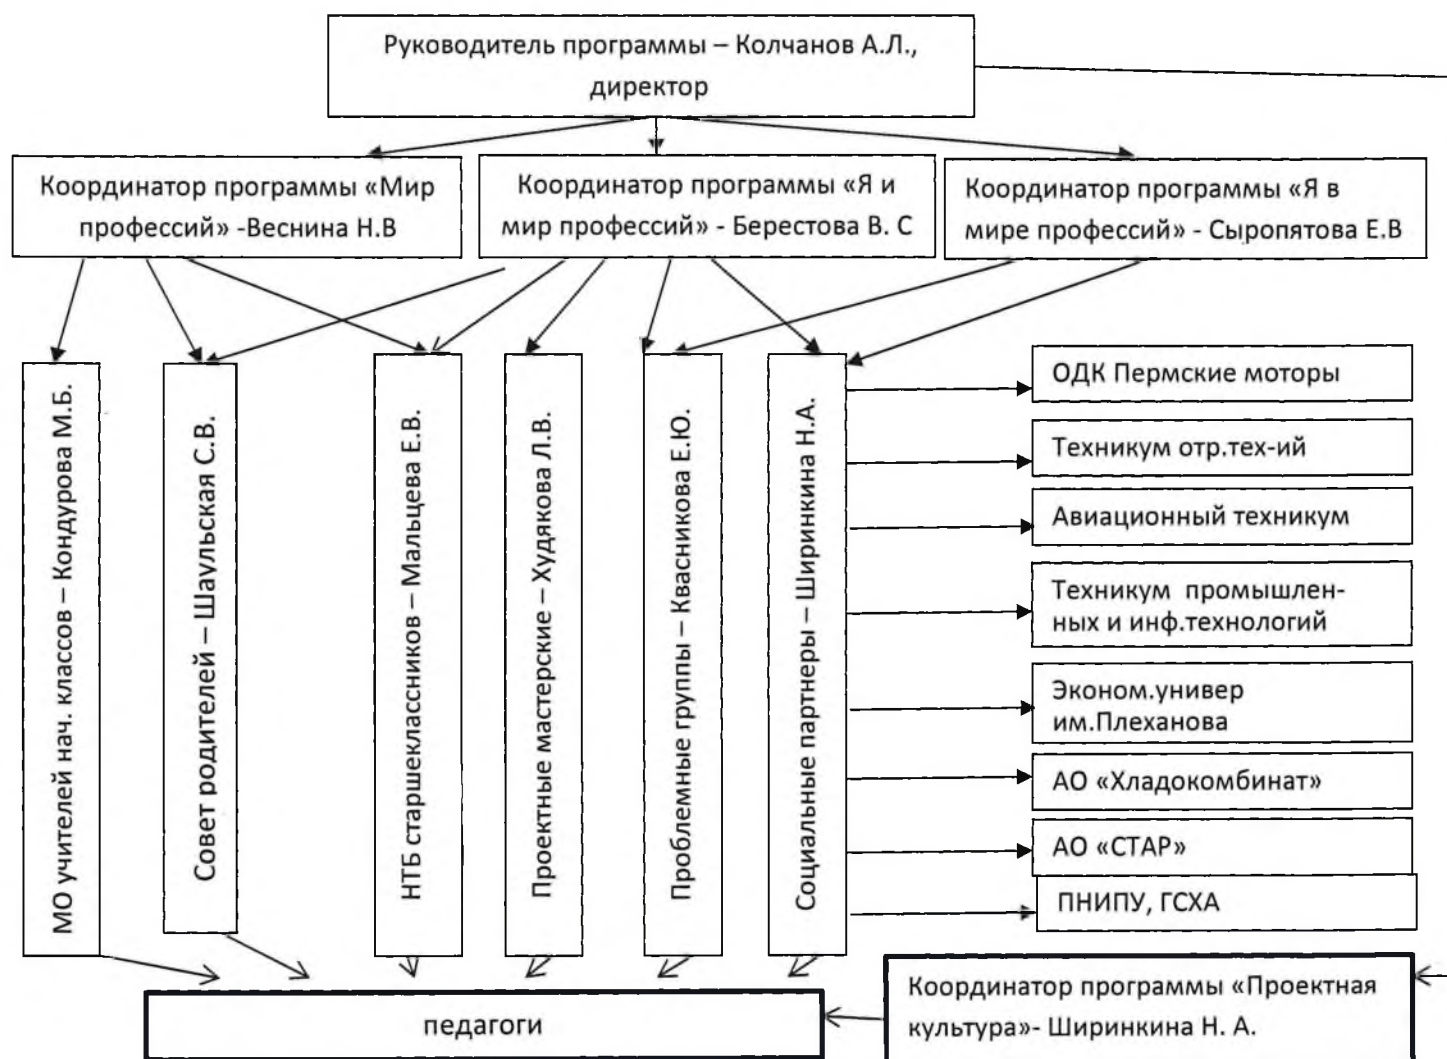 Руководитель программы – Колчанов А.Л.,
директор
Координатор программы «Мир
профессий» -Веснина Н.В
Координатор программы «Я и
мир профессий» - Берестова В. С
Координатор программы «Я в
мире профессий» - Сыропятова Е.В
МО учителей нач. классов – Кондурова М.Б.
Совет родителей – Шаульская С.В.
НТБ старшеклассников – Мальцева Е.В.
Проектные мастерские – Худякова Л.В.
Проблемные группы – Квасникова Е.Ю.
Социальные партнеры – Ширинкина Н.А.
ОДК Пермские моторы
Техникум отр.тех-ий
Авиационный техникум
Техникум промышлен-
ных и инф.технологий
Эконом.универ
им.Плеханова
АО «Хладокомбинат»
АО «СТАР»
ПНИПУ, ГСХА
педагоги
Координатор программы «Проектная
культура»- Ширинкина Н. А.